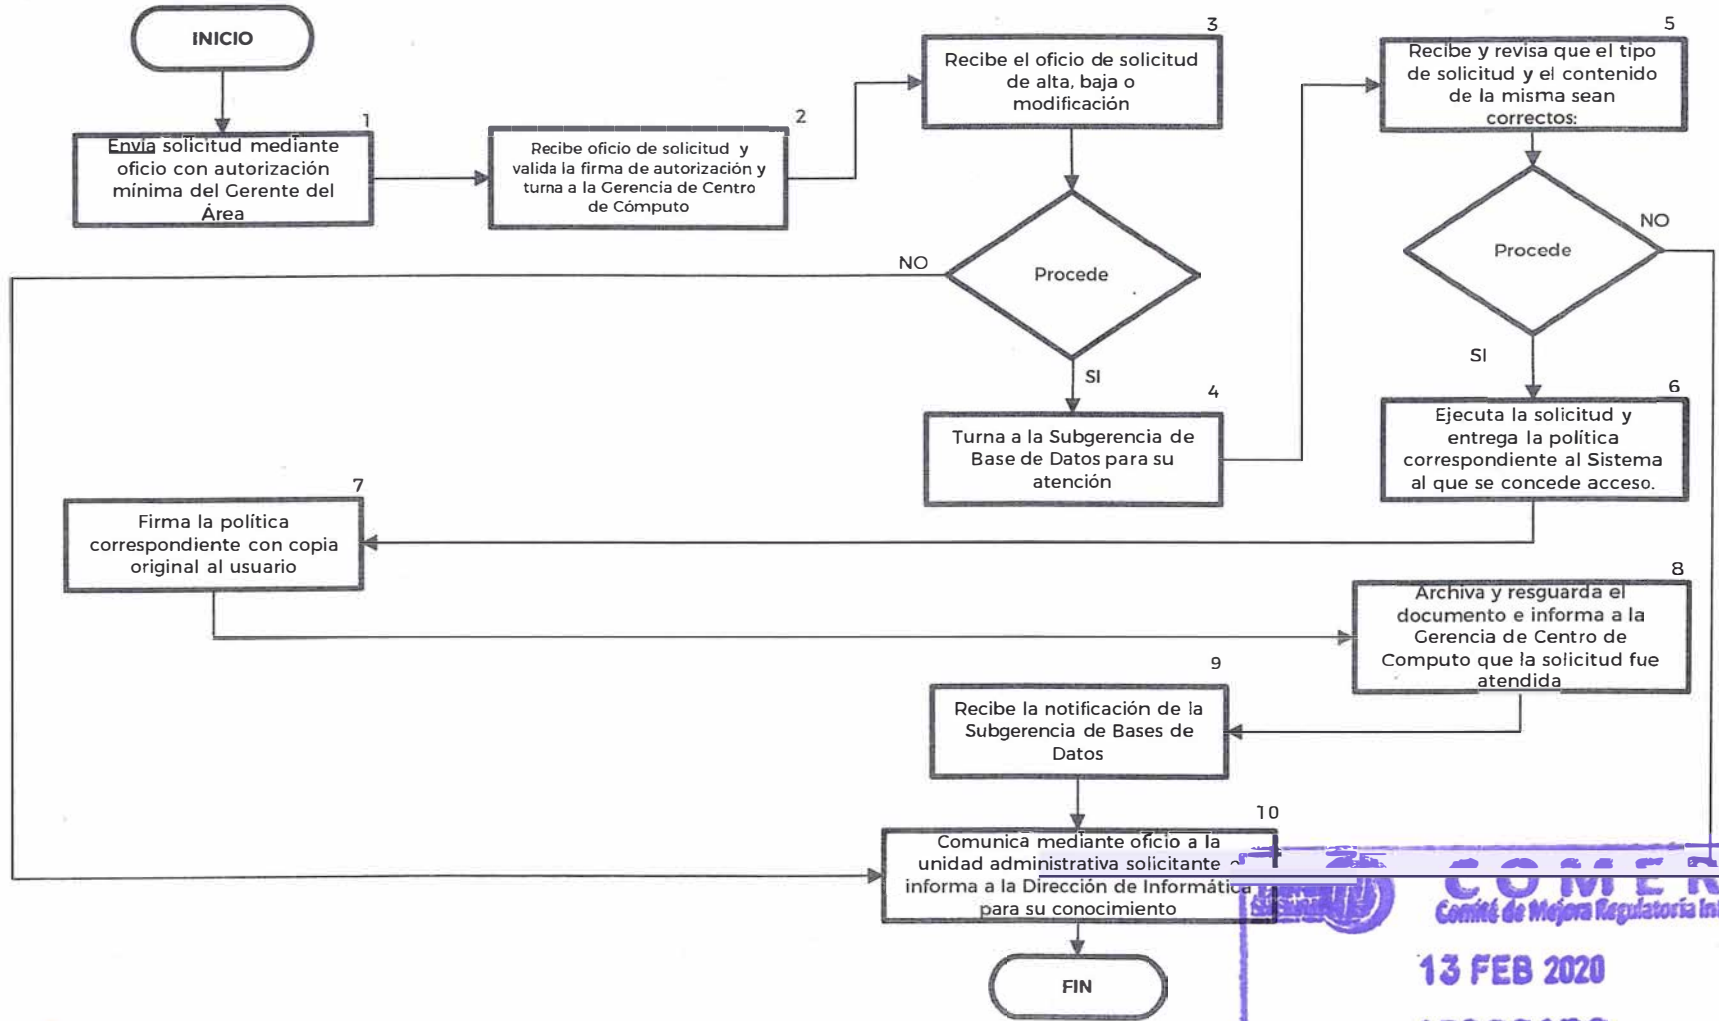 INICIO
1
Envía solicitud mediante
oficio con autorización
mínima del Gerente del
Área
2
Recibe oficio de solicitud y
valida la firma de autorización y
turna a la Gerencia de Centro
de Cómputo
3
Recibe el oficio de solicitud
de alta, baja o
modificación
Procede
NO
SI
4
Turna a la Subgerencia de
Base de Datos para su
atención
5
Recibe y revisa que el tipo
de solicitud y el contenido
de la misma sean
correctos:
Procede
NO
SI
6
Ejecuta la solicitud y
entrega la política
correspondiente al Sistema
al que se concede acceso.
7
Firma la política
correspondiente con copia
original al usuario
8
Archiva y resguarda el
documento e informa a la
Gerencia de Centro de
Computo que la solicitud fue
atendida
9
Recibe la notificación de la
Subgerencia de Bases de
Datos
10
Comunica mediante oficio a la
unidad administrativa solicitante
informa a la Dirección de Informática
para su conocimiento
FIN
Comité de Mejora Regulatoria
13 FEB 2020